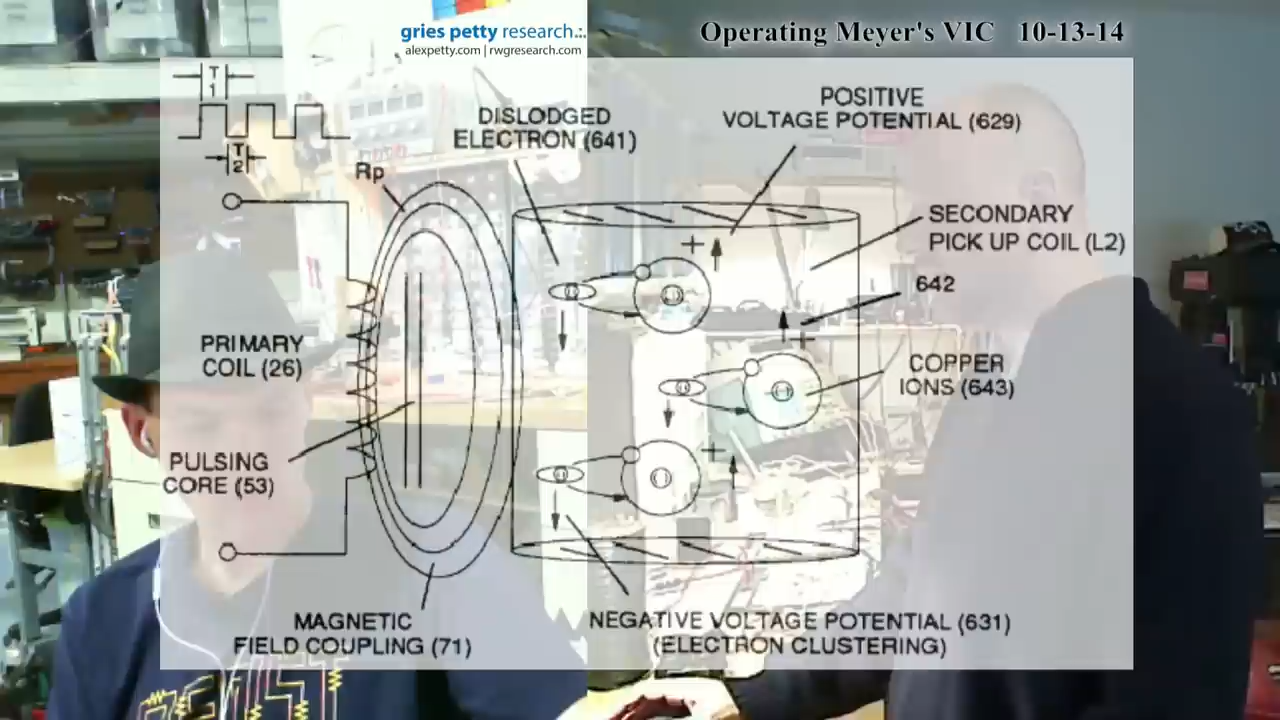 gries petty research.:.
alexpetty.com | rwgresearch.com
Operating Meyer's VIC 10-13-14
T
1
T
2
Rp
DISLODGED
ELECTRON (641)
POSITIVE
VOLTAGE POTENTIAL (629)
SECONDARY
PICK UP COIL (L2)
642
PRIMARY
COIL (26)
COPPER
IONS (643)
PULSING
CORE (53)
MAGNETIC
FIELD COUPLING (71)
NEGATIVE VOLTAGE POTENTIAL (631)
(ELECTRON CLUSTERING)